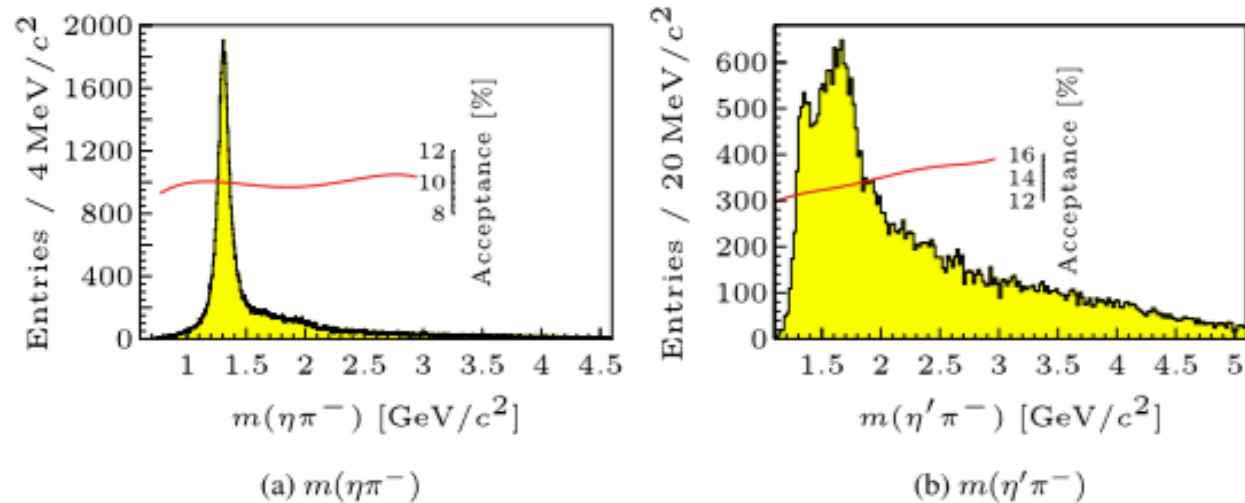 Entries / 4 MeV/c²
2000
1600
1200
800
400
0
1 1.5 2 2.5 3 3.5 4 4.5
m(ηπ⁻) [GeV/c²]
12
10
8
Acceptance [%]
(a) m(ηπ⁻)
Entries / 20 MeV/c²
600
500
400
300
200
100
0
1.5 2 2.5 3 3.5 4 4.5 5
m(η′π⁻) [GeV/c²]
16
14
12
Acceptance [%]
(b) m(η′π⁻)